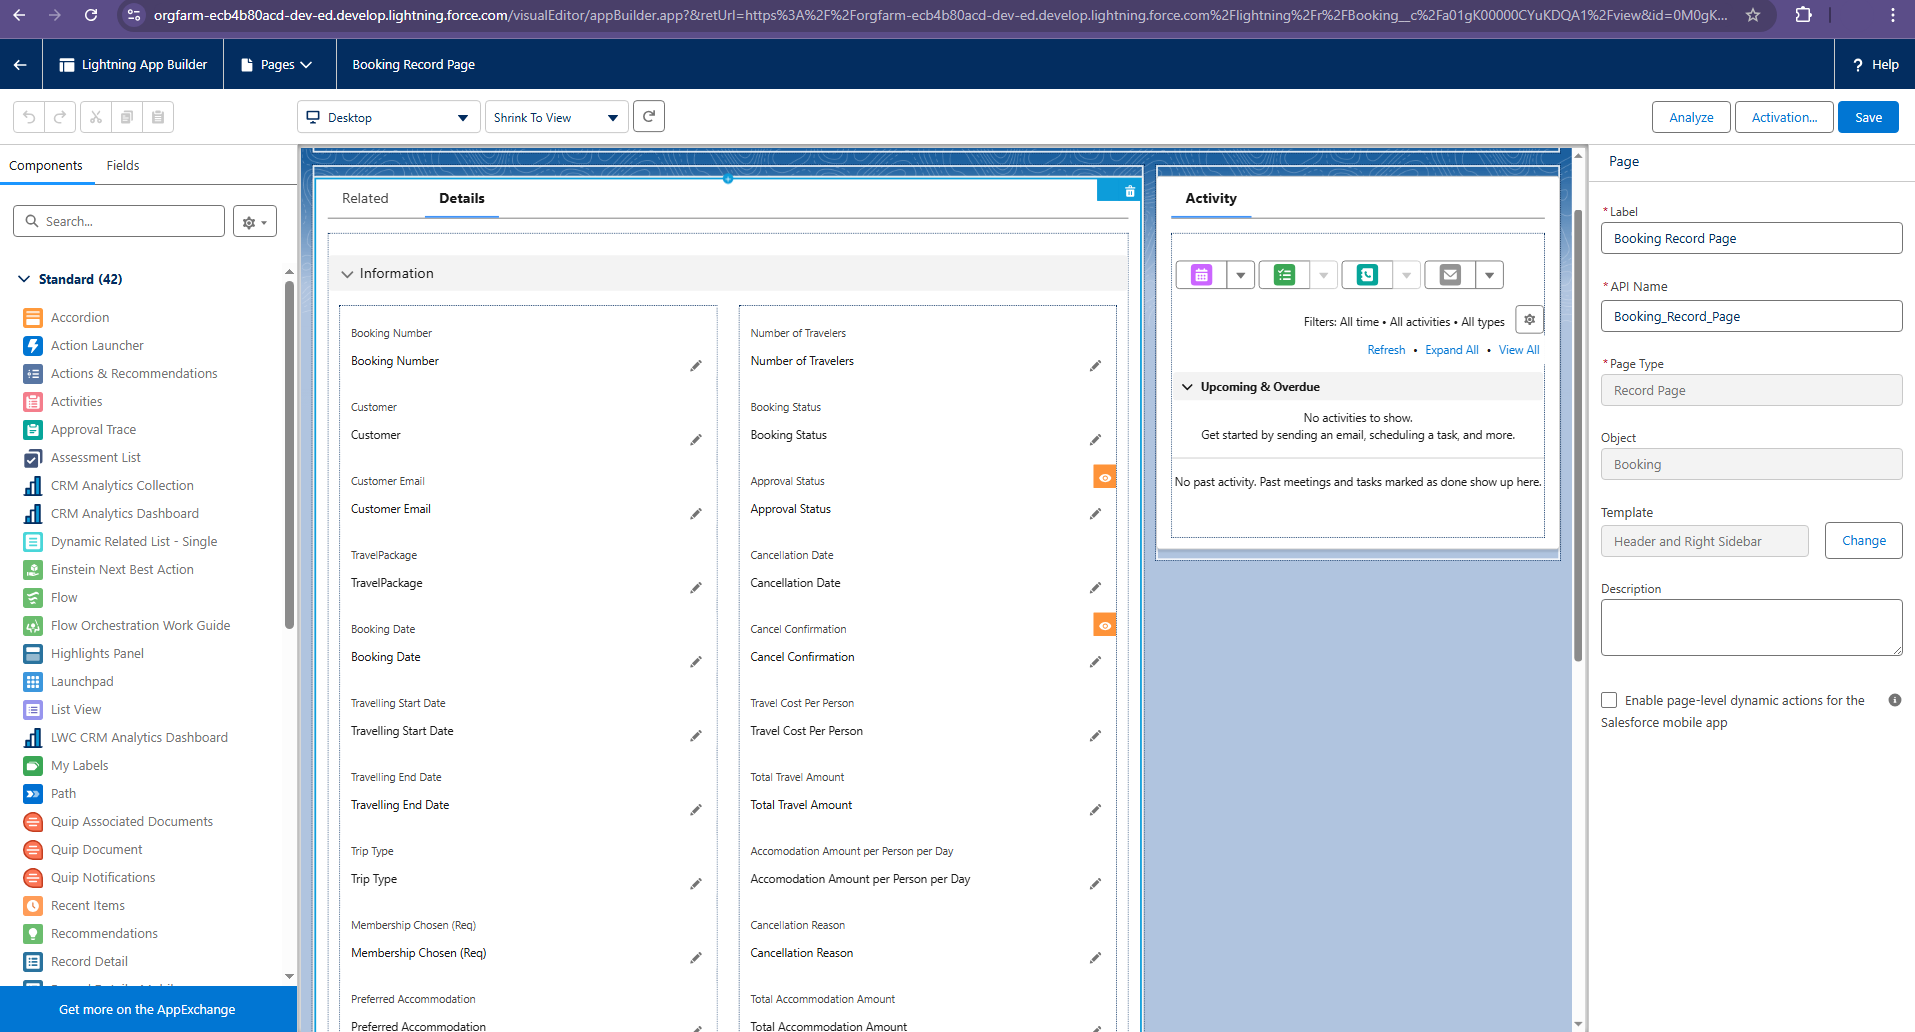 orgfarm-ecb4b80acd-dev-ed.develop.lightning.force.com/visualEditor/appBuilder.app?&retUrl=https%3A%2F%2Forgfarm-ecb4b80acd-dev-ed.develop.lightning.force.com%2Flightning%2Fr%2FBooking__c%2Fa01gK00000CYuKDQA1%2Fview&id=0M0gK...
Lightning App Builder
Pages
Booking Record Page
? Help
Desktop
Shrink To View
Analyze
Activation...
Save
Components
Fields
Search...
Standard (42)
Accordion
Action Launcher
Actions & Recommendations
Activities
Approval Trace
Assessment List
CRM Analytics Collection
CRM Analytics Dashboard
Dynamic Related List - Single
Einstein Next Best Action
Flow
Flow Orchestration Work Guide
Highlights Panel
Launchpad
List View
LWC CRM Analytics Dashboard
My Labels
Path
Quip Associated Documents
Quip Document
Quip Notifications
Recent Items
Recommendations
Record Detail
Get more on the AppExchange
Related
Details
Information
Booking Number
Booking Number
Customer
Customer
Customer Email
Customer Email
TravelPackage
TravelPackage
Booking Date
Booking Date
Travelling Start Date
Travelling Start Date
Travelling End Date
Travelling End Date
Trip Type
Trip Type
Membership Chosen (Req)
Membership Chosen (Req)
Preferred Accommodation
Preferred Accommodation
Number of Travelers
Number of Travelers
Booking Status
Booking Status
Approval Status
Approval Status
Cancellation Date
Cancellation Date
Cancel Confirmation
Cancel Confirmation
Travel Cost Per Person
Travel Cost Per Person
Total Travel Amount
Total Travel Amount
Accomodation Amount per Person per Day
Accomodation Amount per Person per Day
Cancellation Reason
Cancellation Reason
Total Accommodation Amount
Total Accommodation Amount
Activity
Filters: All time • All activities • All types
Refresh • Expand All • View All
Upcoming & Overdue
No activities to show.
Get started by sending an email, scheduling a task, and more.
No past activity. Past meetings and tasks marked as done show up here.
Page
* Label
Booking Record Page
* API Name
Booking_Record_Page
* Page Type
Record Page
Object
Booking
Template
Header and Right Sidebar
Change
Description
Enable page-level dynamic actions for the
Salesforce mobile app